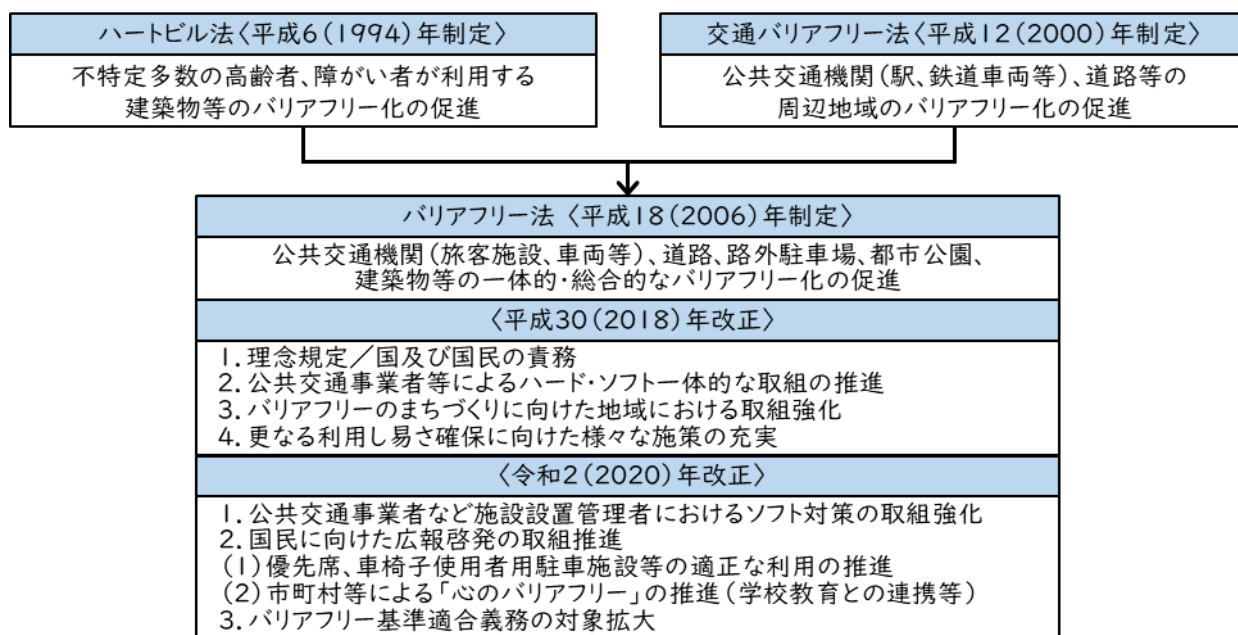 ハートビル法〈平成6(1994)年制定〉
不特定多数の高齢者、障がい者が利用する
建築物等のバリアフリー化の促進
交通バリアフリー法〈平成12(2000)年制定〉
公共交通機関(駅、鉄道車両等)、道路等の
周辺地域のバリアフリー化の促進
バリアフリー法〈平成18(2006)年制定〉
公共交通機関(旅客施設、車両等)、道路、路外駐車場、都市公園、
建築物等の一体的・総合的なバリアフリー化の促進
〈平成30(2018)年改正〉
1.理念規定/国及び国民の責務
2.公共交通事業者等によるハード・ソフト一体的な取組の推進
3.バリアフリーのまちづくりに向けた地域における取組強化
4.更なる利用し易さ確保に向けた様々な施策の充実
〈令和2(2020)年改正〉
1.公共交通事業者など施設設置管理者におけるソフト対策の取組強化
2.国民に向けた広報啓発の取組推進
(1)優先席、車椅子使用者用駐車施設等の適正な利用の推進
(2)市町村等による「心のバリアフリー」の推進(学校教育との連携等)
3.バリアフリー基準適合義務の対象拡大